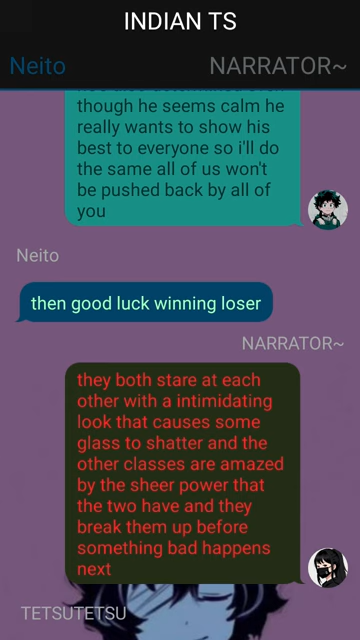 INDIAN TS
Neito
NARRATOR~
though he seems calm he
really wants to show his
best to everyone so i'll do
the same all of us won't
be pushed back by all of
you
Neito
then good luck winning loser
NARRATOR~
they both stare at each
other with a intimidating
look that causes some
glass to shatter and the
other classes are amazed
by the sheer power that
the two have and they
break them up before
something bad happens
next
TETSUTETSU